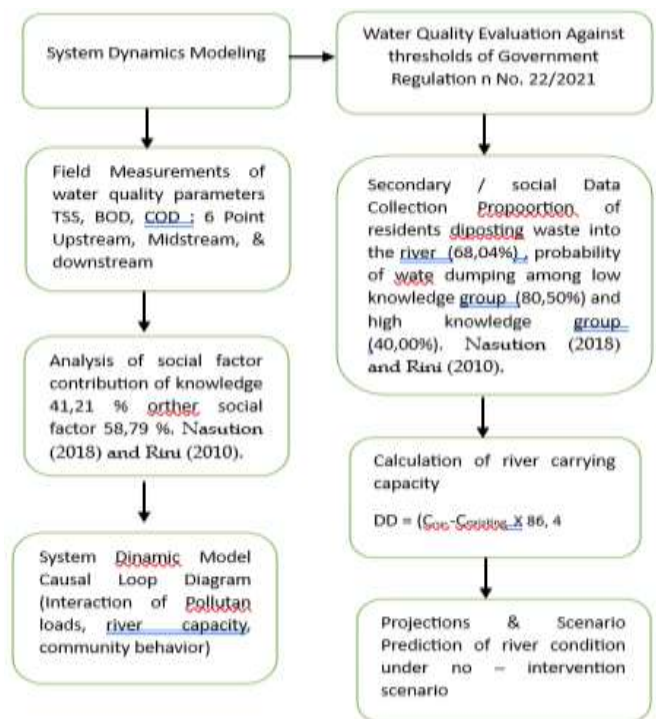 System Dynamics Modeling
Water Quality Evaluation Against
thresholds of Government
Regulation n No. 22/2021
Field Measurements of
water quality parameters
TSS, BOD, COD : 6 Point
Upstream, Midstream, &
downstream
Secondary / social Data
Collection Propoortion of
residents diposting waste into
the river (68,04%) , probability
of wate dumping among low
knowledge group (80,50%) and
high knowledge group
(40,00%). Nasution (2018)
and Rini (2010).
Analysis of social factor
contribution of knowledge
41,21 % orther social
factor 58,79 %. Nasution
(2018) and Rini (2010).
Calculation of river carrying
capacity
DD = X 86, 4
System Dinamic Model
Causal Loop Diagram
(Interaction of Pollutan
loads, river capacity,
community behavior)
Projections & Scenario
Prediction of river condition
under no – intervention
scenario